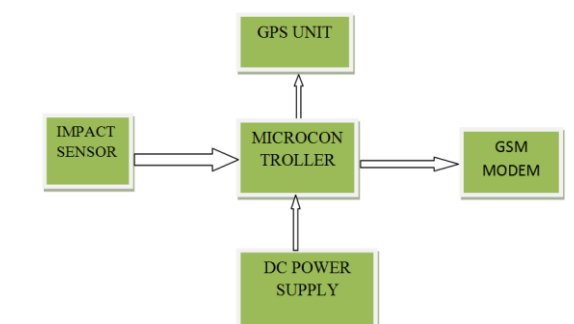 GPS UNIT
IMPACT
SENSOR
MICROCON
TROLLER
GSM
MODEM
DC POWER
SUPPLY